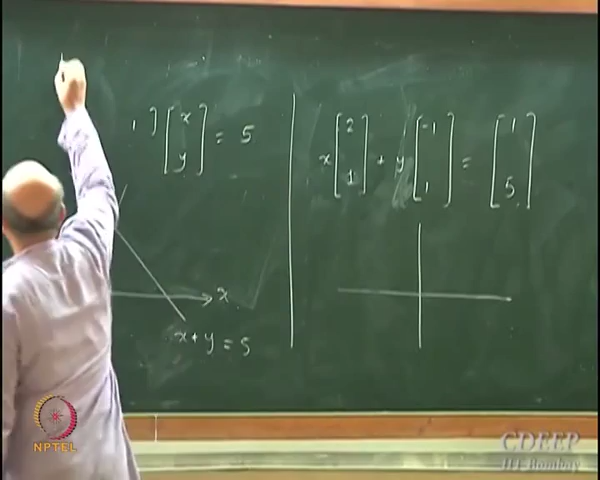 1 ] [ x y ] = 5
x [ 2 1 ] + y [ -1 1 ] = [ 1 5 ]
x
x + y = 5
NPTEL
CDEEP
IIT Bombay